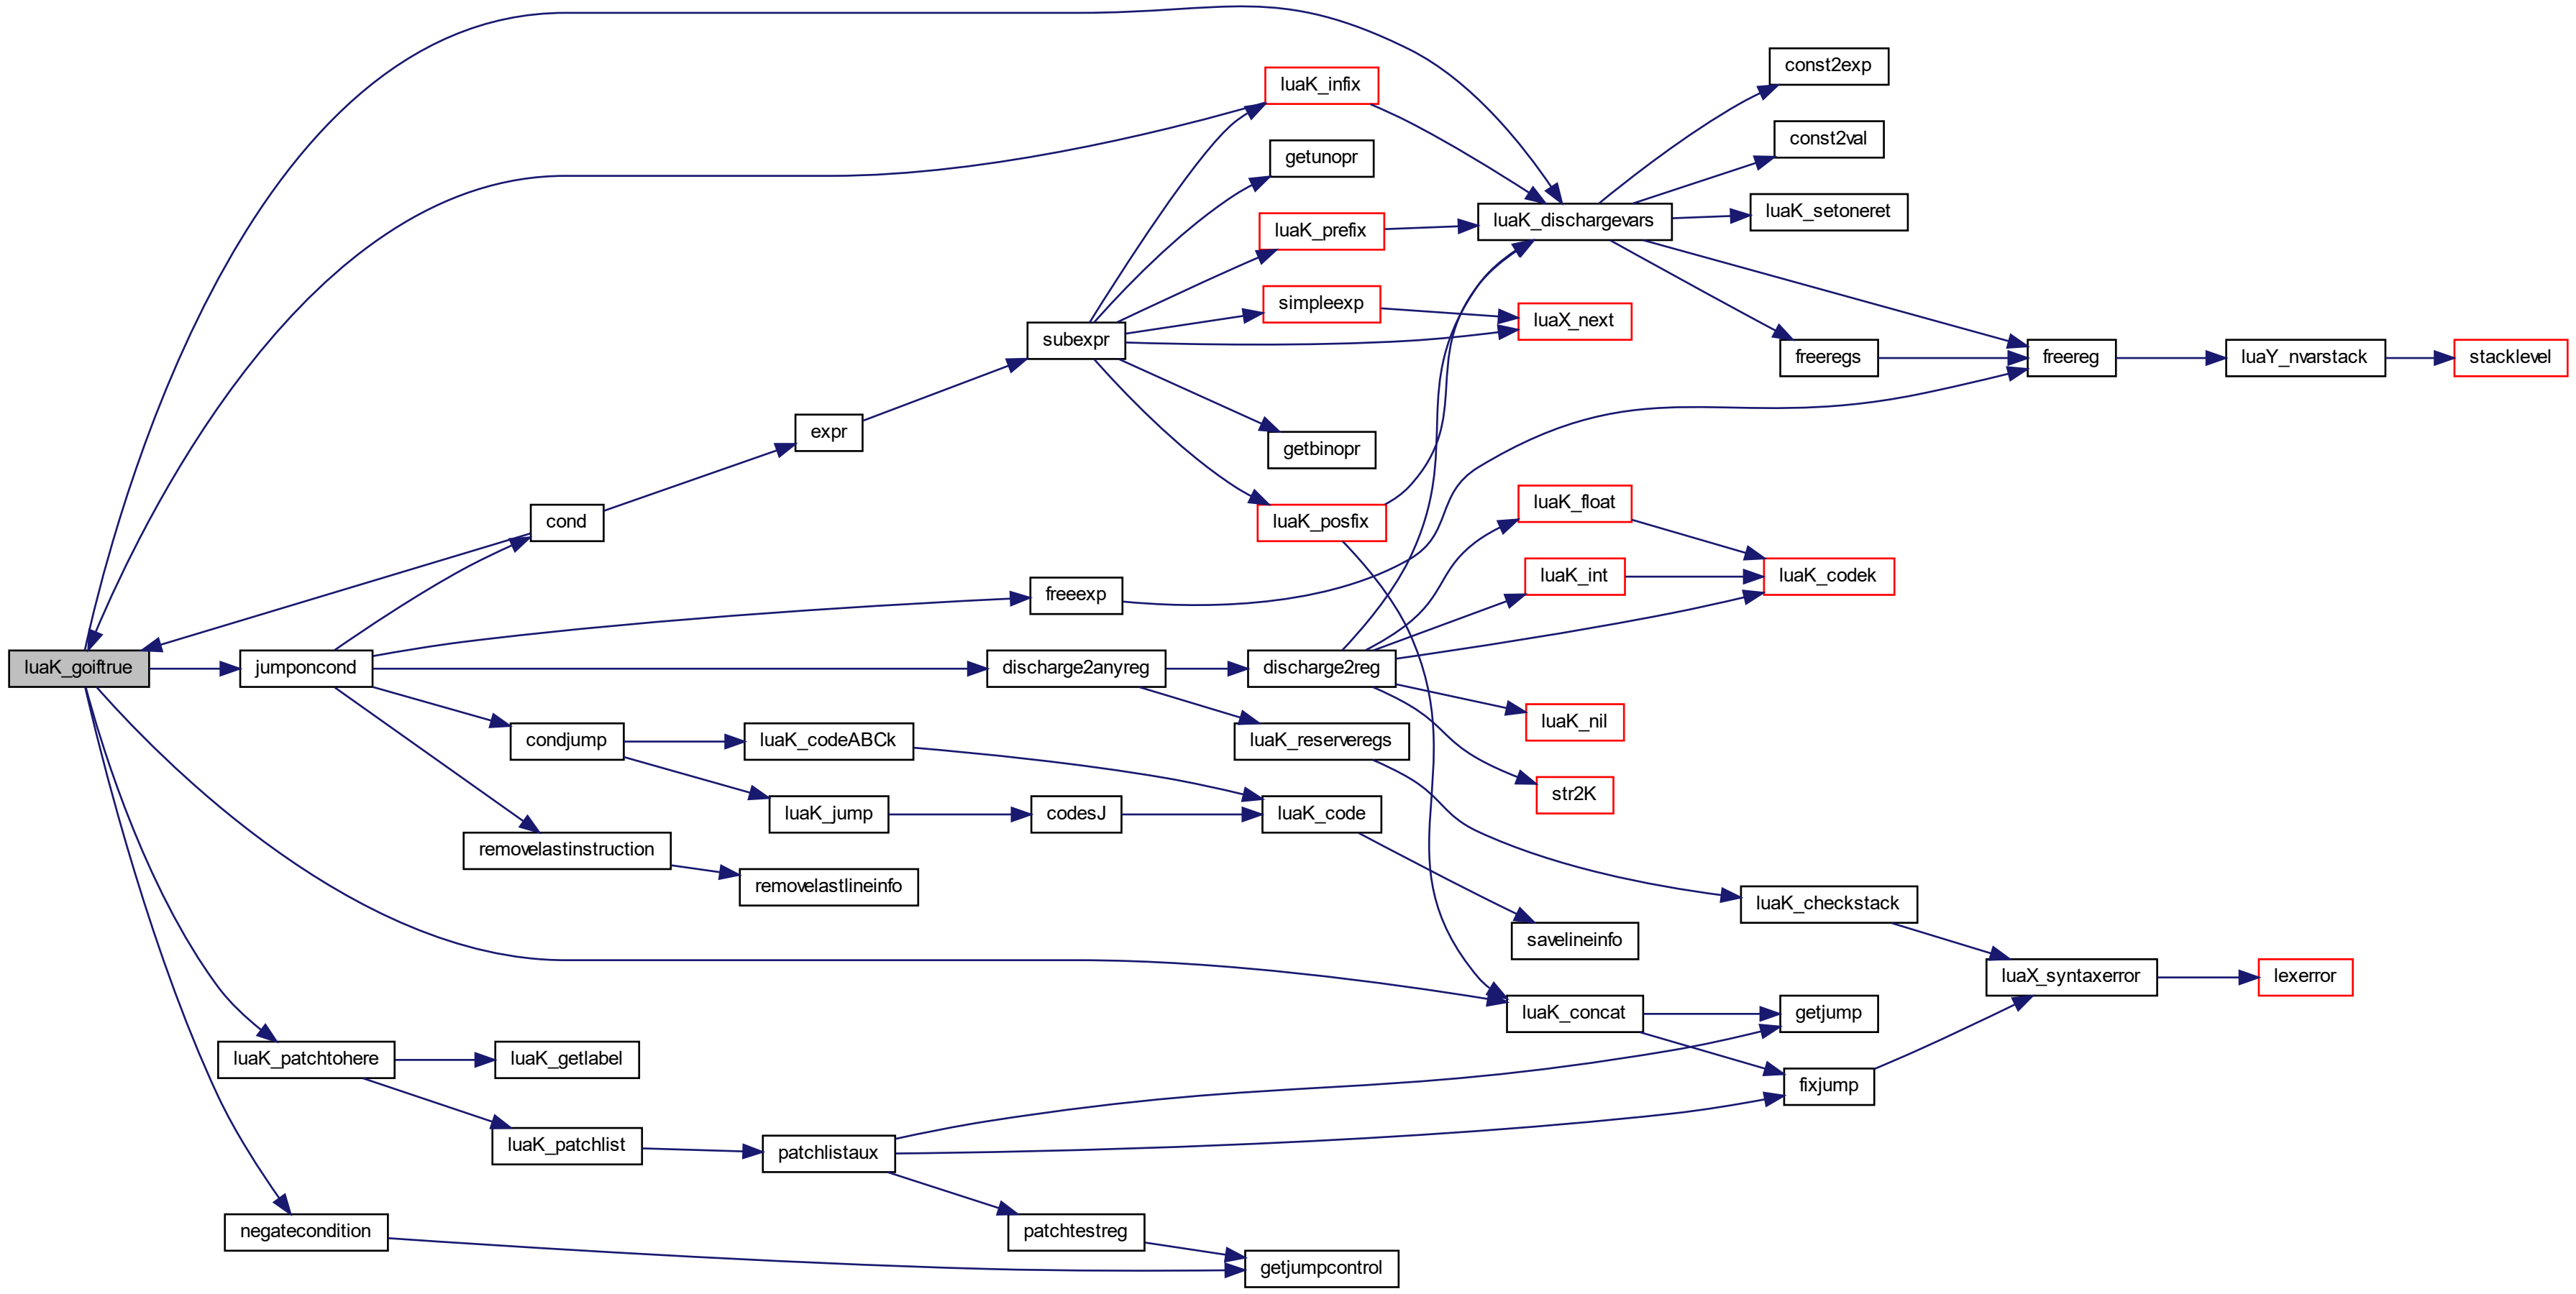 const2exp
luaK_infix
const2val
getunopr
luaK_setoneret
luaK_dischargevars
luaK_prefix
simpleexp
luaX_next
subexpr
freeregs
freereg
luaY_nvarstack
stacklevel
expr
getbinopr
luaK_float
cond
luaK_posfix
luaK_int
luaK_codek
freeexp
luaK_goiftrue
jumponcond
discharge2anyreg
discharge2reg
luaK_nil
condjump
luaK_codeABCk
luaK_reserveregs
str2K
luaK_jump
codesJ
luaK_code
removelastinstruction
removelastlineinfo
luaK_checkstack
savelineinfo
luaX_syntaxerror
lexerror
luaK_concat
getjump
luaK_patchtohere
luaK_getlabel
fixjump
luaK_patchlist
patchlistaux
negatecondition
patchtestreg
getjumpcontrol